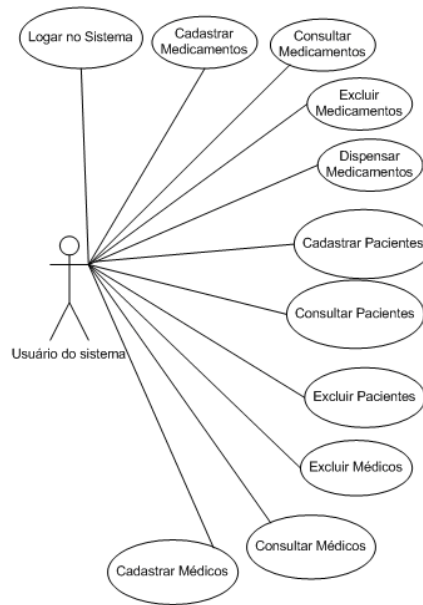 Logar no Sistema
Cadastrar
Medicamentos
Consultar
Medicamentos
Excluir
Medicamentos
Dispensar
Medicamentos
Cadastrar Pacientes
Consultar Pacientes
Usuário do sistema
Excluir Pacientes
Excluir Médicos
Consultar Médicos
Cadastrar Médicos